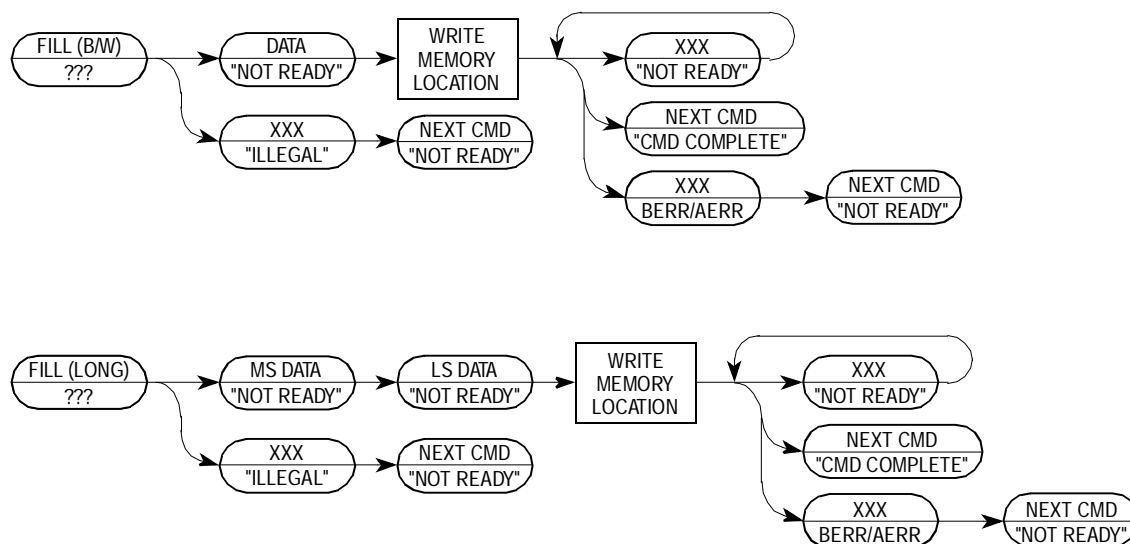 FILL (B/W)
???
DATA
"NOT READY"
WRITE
MEMORY
LOCATION
XXX
"NOT READY"
XXX
"ILLEGAL"
NEXT CMD
"NOT READY"
NEXT CMD
"CMD COMPLETE"
XXX
BERR/AERR
NEXT CMD
"NOT READY"
FILL (LONG)
???
MS DATA
"NOT READY"
LS DATA
"NOT READY"
WRITE
MEMORY
LOCATION
XXX
"NOT READY"
XXX
"ILLEGAL"
NEXT CMD
"NOT READY"
NEXT CMD
"CMD COMPLETE"
XXX
BERR/AERR
NEXT CMD
"NOT READY"